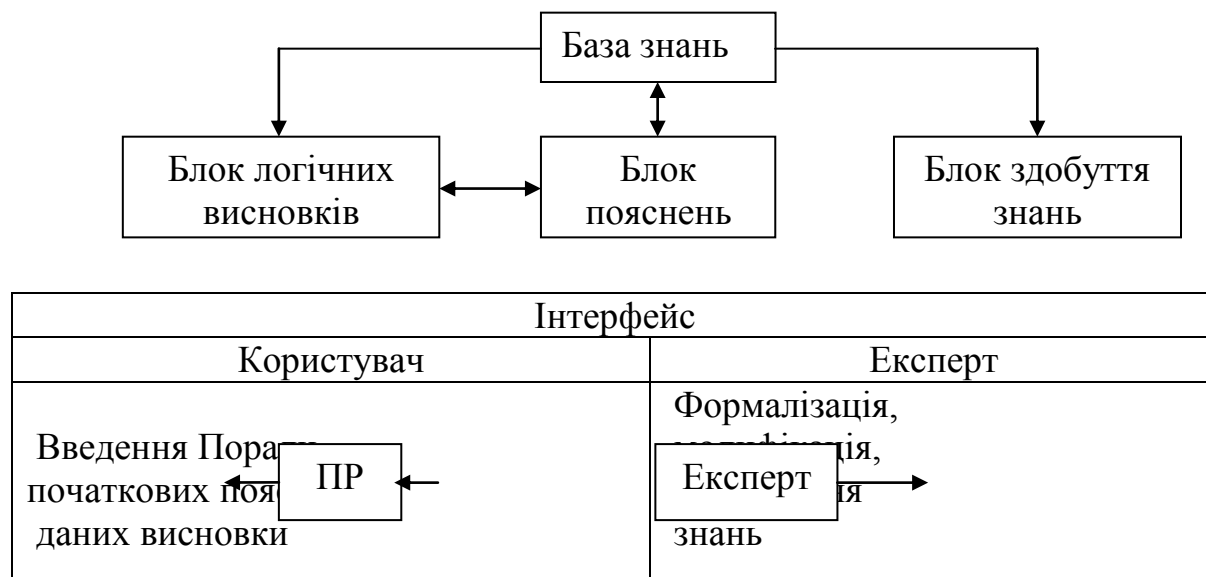 База знань
Блок логічних
висновків
Блок
пояснень
Блок здобуття
знань
Інтерфейс
Користувач
Експерт
Введення
початкових
даних висновки
ПР
Формалізація,
Експерт
знань